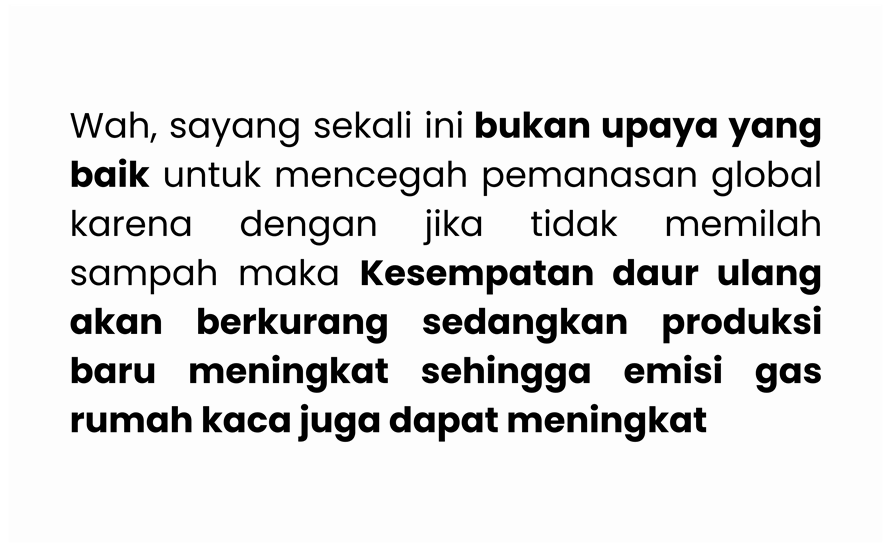 Wah, sayang sekali ini bukan upaya yang
baik untuk mencegah pemanasan global
karena dengan jika tidak memilah
sampah maka Kesempatan daur ulang
akan berkurang sedangkan produksi
baru meningkat sehingga emisi gas
rumah kaca juga dapat meningkat